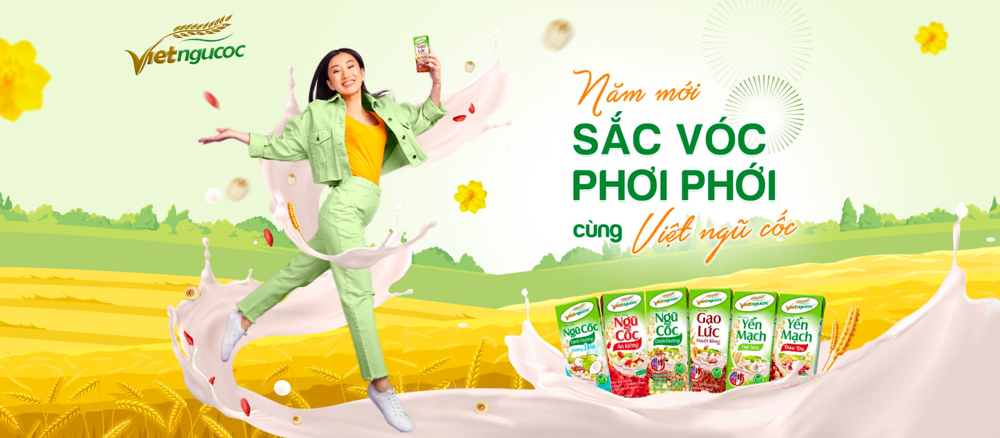 Vietngucoc
Gạo
Lức
Năm mới
SẮC VÓC
PHƠI PHỚI
cùng Việt ngũ cốc
Vietngucoc
NGŨ CỐC
Dinh Dưỡng
Hương Dừa
Vietngucoc
Ngũ
Cốc
Ăn Kiêng
Vietngucoc
Ngũ
Cốc
Dinh Dưỡng
Vietngucoc
Gạo
Lức
Huyết Rồng
Vietngucoc
Yến
Mạch
Hạt Sen
Vietngucoc
Yến
Mạch
Đậu Đỏ